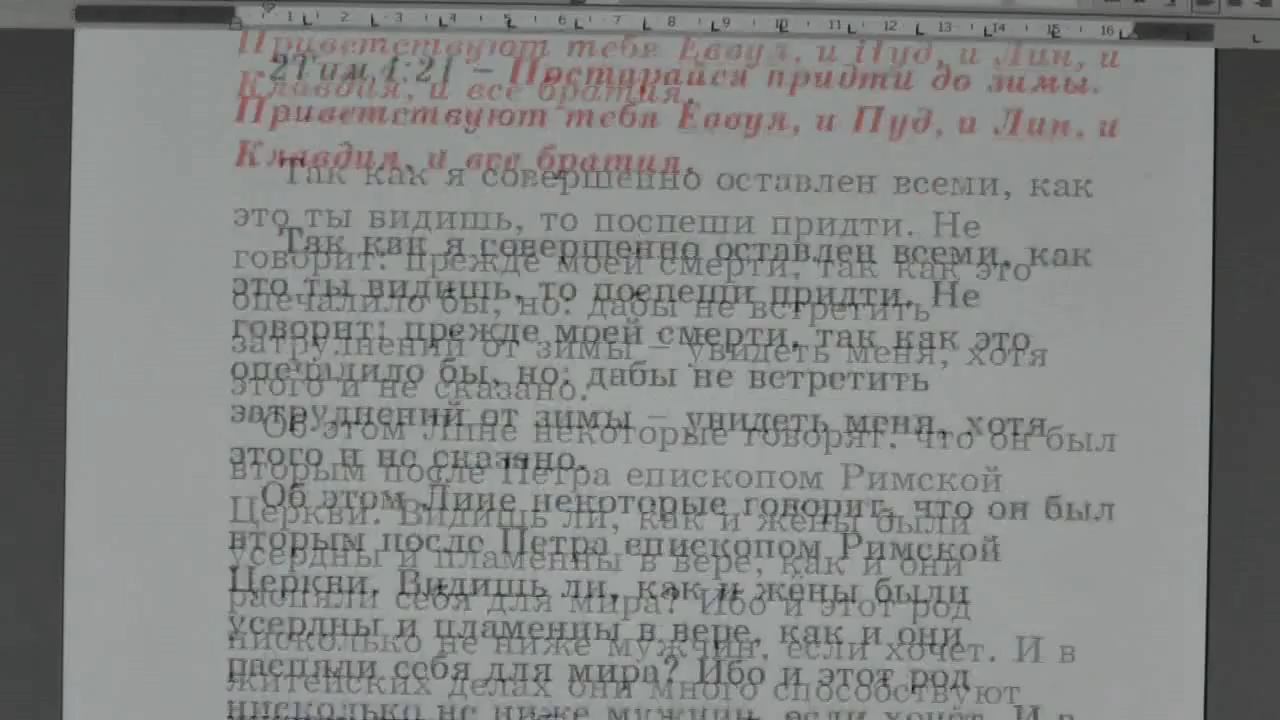 2Тим.4:21 – Постарайся придти до зимы.
Приветствуют тебя Еввул, и Пуд, и Лин, и
Клавдия, и все братия.
Так как я совершенно оставлен всеми, как
это ты видишь, то поспеши придти. Не
говорит: прежде моей смерти, так как это
опечалило бы, но: дабы не встретить
затруднений от зимы – увидеть меня, хотя
этого и не сказано.
Об этом Лине некоторые говорят, что он был
вторым после Петра епископом Римской
Церкви. Видишь ли, как и жёны были
усердны и пламенны в вере, как и они
распяли себя для мира? Ибо и этот род
нисколько не ниже мужчин, если хочет. И в
житейских делах они много способствуют